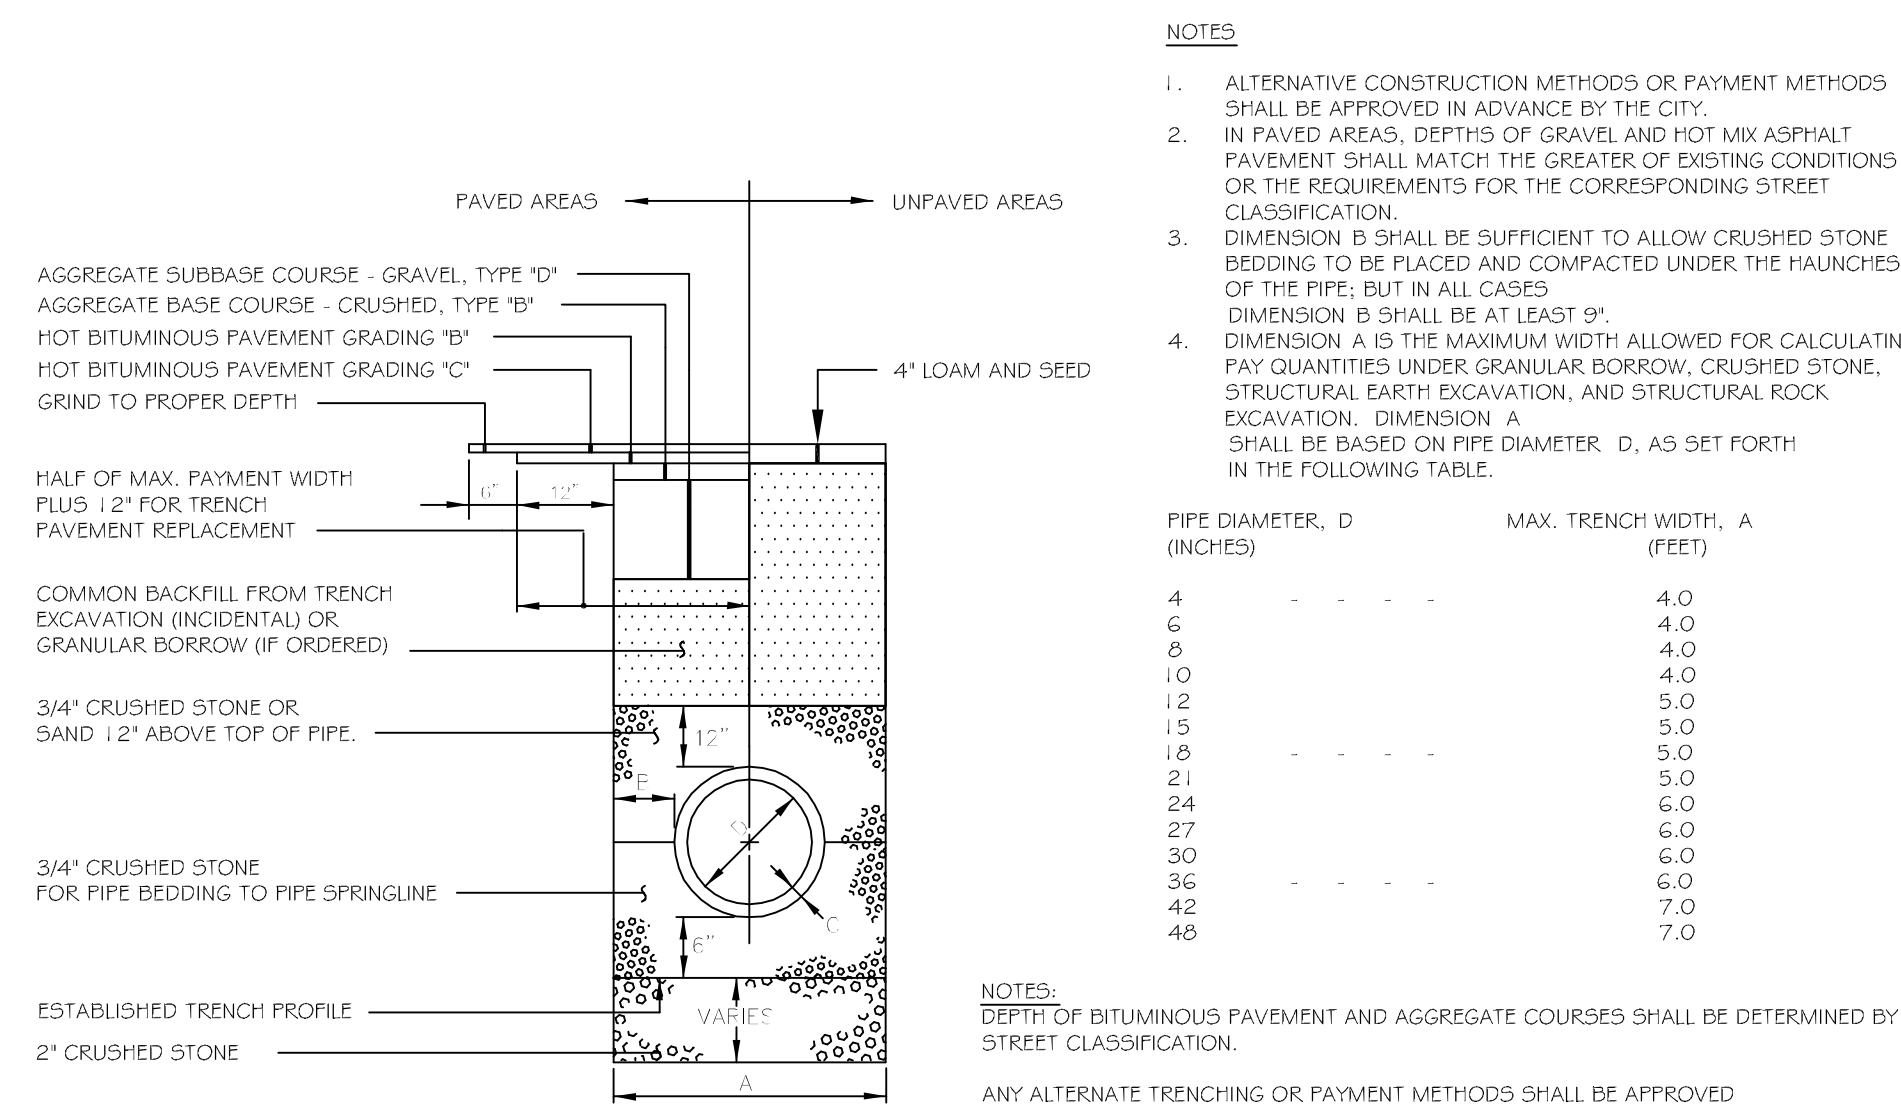 PAVED AREAS
UNPAVED AREAS
AGGREGATE SUBBASE COURSE - GRAVEL, TYPE "D"
AGGREGATE BASE COURSE - CRUSHED, TYPE "B"
HOT BITUMINOUS PAVEMENT GRADING "B"
HOT BITUMINOUS PAVEMENT GRADING "C"
GRIND TO PROPER DEPTH
4" LOAM AND SEED
HALF OF MAX. PAYMENT WIDTH
PLUS 12" FOR TRENCH
PAVEMENT REPLACEMENT
6"
12"
COMMON BACKFILL FROM TRENCH
EXCAVATION (INCIDENTAL) OR
GRANULAR BORROW (IF ORDERED)
3/4" CRUSHED STONE OR
SAND 12" ABOVE TOP OF PIPE.
12"
B
D
3/4" CRUSHED STONE
FOR PIPE BEDDING TO PIPE SPRINGLINE
C
6"
ESTABLISHED TRENCH PROFILE
VARIES
2" CRUSHED STONE
A
NOTES
1. ALTERNATIVE CONSTRUCTION METHODS OR PAYMENT METHODS
SHALL BE APPROVED IN ADVANCE BY THE CITY.
2. IN PAVED AREAS, DEPTHS OF GRAVEL AND HOT MIX ASPHALT
PAVEMENT SHALL MATCH THE GREATER OF EXISTING CONDITIONS
OR THE REQUIREMENTS FOR THE CORRESPONDING STREET
CLASSIFICATION.
3. DIMENSION B SHALL BE SUFFICIENT TO ALLOW CRUSHED STONE
BEDDING TO BE PLACED AND COMPACTED UNDER THE HAUNCHES
OF THE PIPE; BUT IN ALL CASES
DIMENSION B SHALL BE AT LEAST 9".
4. DIMENSION A IS THE MAXIMUM WIDTH ALLOWED FOR CALCULATIN
PAY QUANTITIES UNDER GRANULAR BORROW, CRUSHED STONE,
STRUCTURAL EARTH EXCAVATION, AND STRUCTURAL ROCK
EXCAVATION. DIMENSION A
SHALL BE BASED ON PIPE DIAMETER D, AS SET FORTH
IN THE FOLLOWING TABLE.
PIPE DIAMETER, D MAX. TRENCH WIDTH, A
(INCHES) (FEET)
4 - - - - 4.0
6 4.0
8 4.0
10 4.0
12 5.0
15 5.0
18 - - - - 5.0
21 5.0
24 6.0
27 6.0
30 6.0
36 - - - - 6.0
42 7.0
48 7.0
NOTES:
DEPTH OF BITUMINOUS PAVEMENT AND AGGREGATE COURSES SHALL BE DETERMINED BY
STREET CLASSIFICATION.
ANY ALTERNATE TRENCHING OR PAYMENT METHODS SHALL BE APPROVED